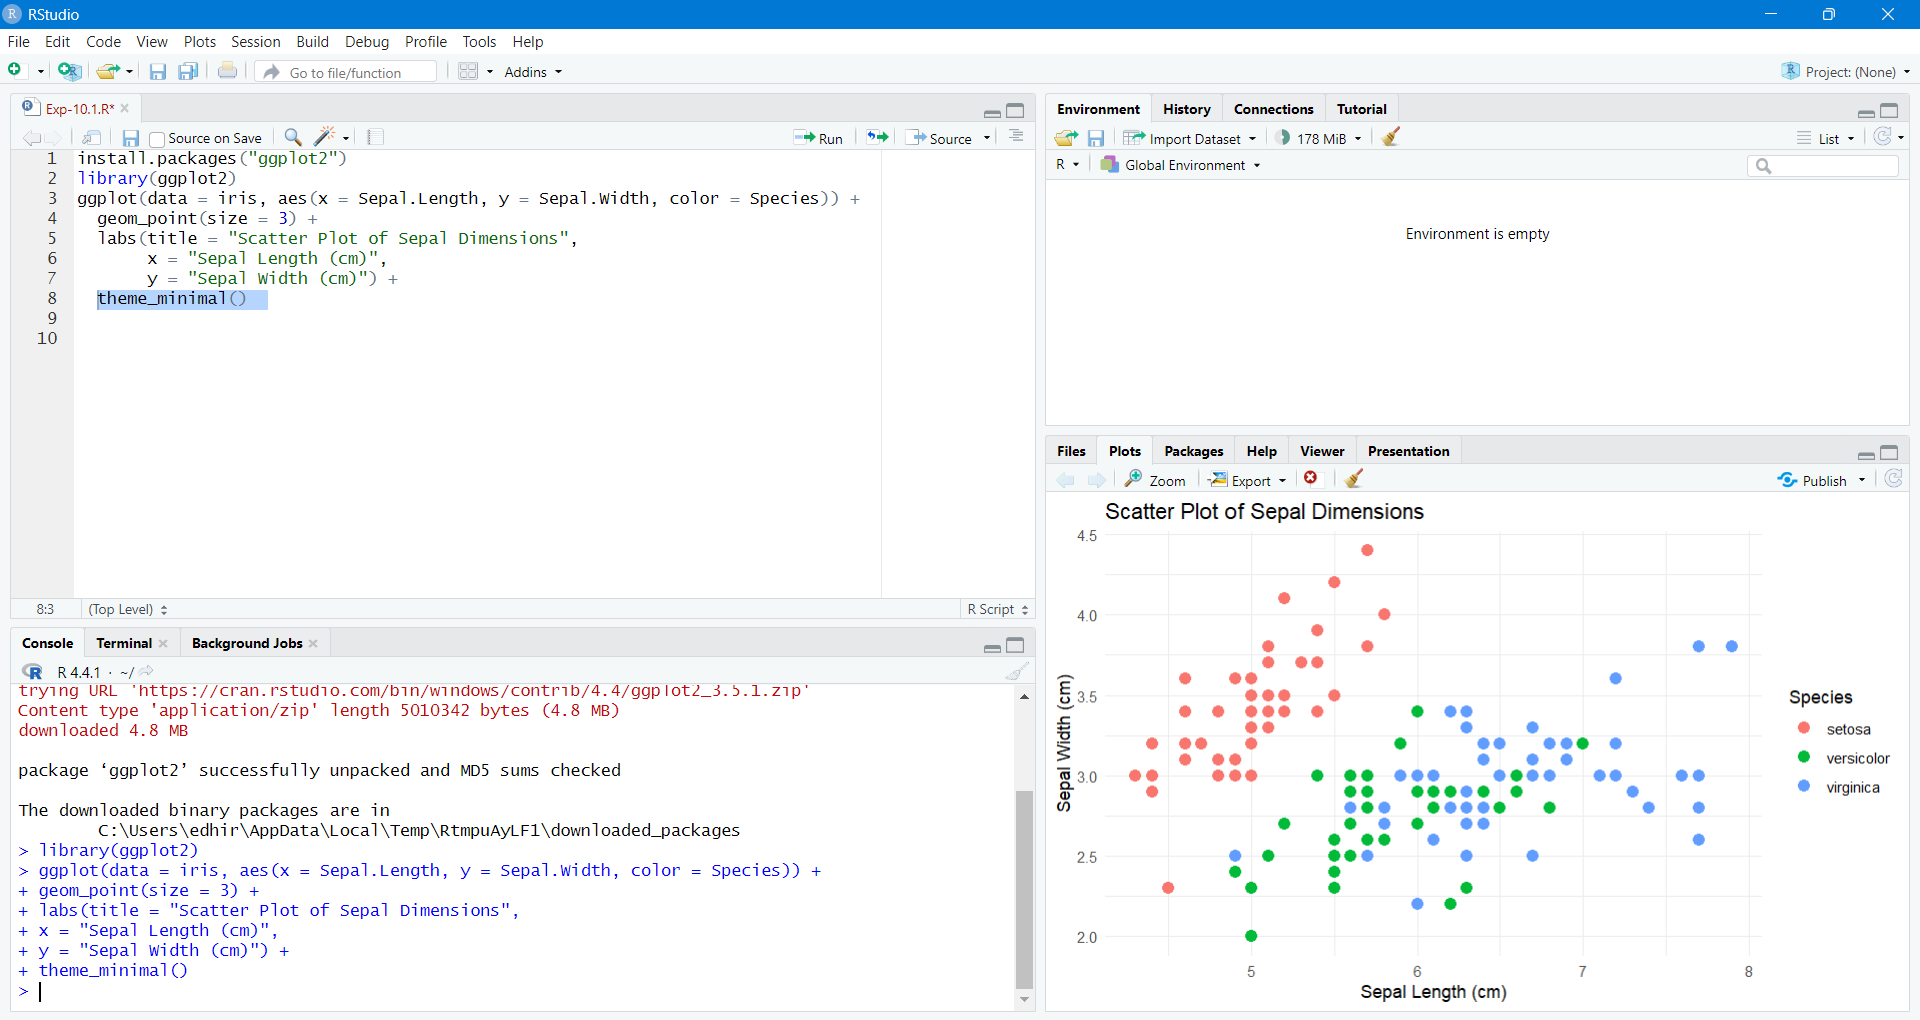 RStudio
File Edit Code View Plots Session Build Debug Profile Tools Help
Go to file/function Addins Project: (None)
Exp-10.1.R*
Source on Save Run Source
1 install.packages("ggplot2")
2 library(ggplot2)
3 ggplot(data = iris, aes(x = Sepal.Length, y = Sepal.Width, color = Species)) +
4   geom_point(size = 3) +
5   labs(title = "Scatter Plot of Sepal Dimensions",
6        x = "Sepal Length (cm)",
7        y = "Sepal Width (cm)") +
8   theme_minimal()
9
10
8:3 (Top Level) R Script
Console Terminal Background Jobs
R 4.4.1 · ~/
trying URL 'https://cran.rstudio.com/bin/windows/contrib/4.4/ggplot2_3.5.1.zip'
Content type 'application/zip' length 5010342 bytes (4.8 MB)
downloaded 4.8 MB
package ‘ggplot2’ successfully unpacked and MD5 sums checked
The downloaded binary packages are in
C:\Users\edhir\AppData\Local\Temp\RtmpuAyLF1\downloaded_packages
> library(ggplot2)
> ggplot(data = iris, aes(x = Sepal.Length, y = Sepal.Width, color = Species)) +
+ geom_point(size = 3) +
+ labs(title = "Scatter Plot of Sepal Dimensions",
+ x = "Sepal Length (cm)",
+ y = "Sepal Width (cm)") +
+ theme_minimal()
>
Environment History Connections Tutorial
Import Dataset 178 MiB List
R Global Environment
Environment is empty
Files Plots Packages Help Viewer Presentation
Zoom Export Publish
Scatter Plot of Sepal Dimensions
4.5
4.0
3.5
3.0
2.5
2.0
Sepal Width (cm)
5 6 7 8
Sepal Length (cm)
Species
setosa
versicolor
virginica